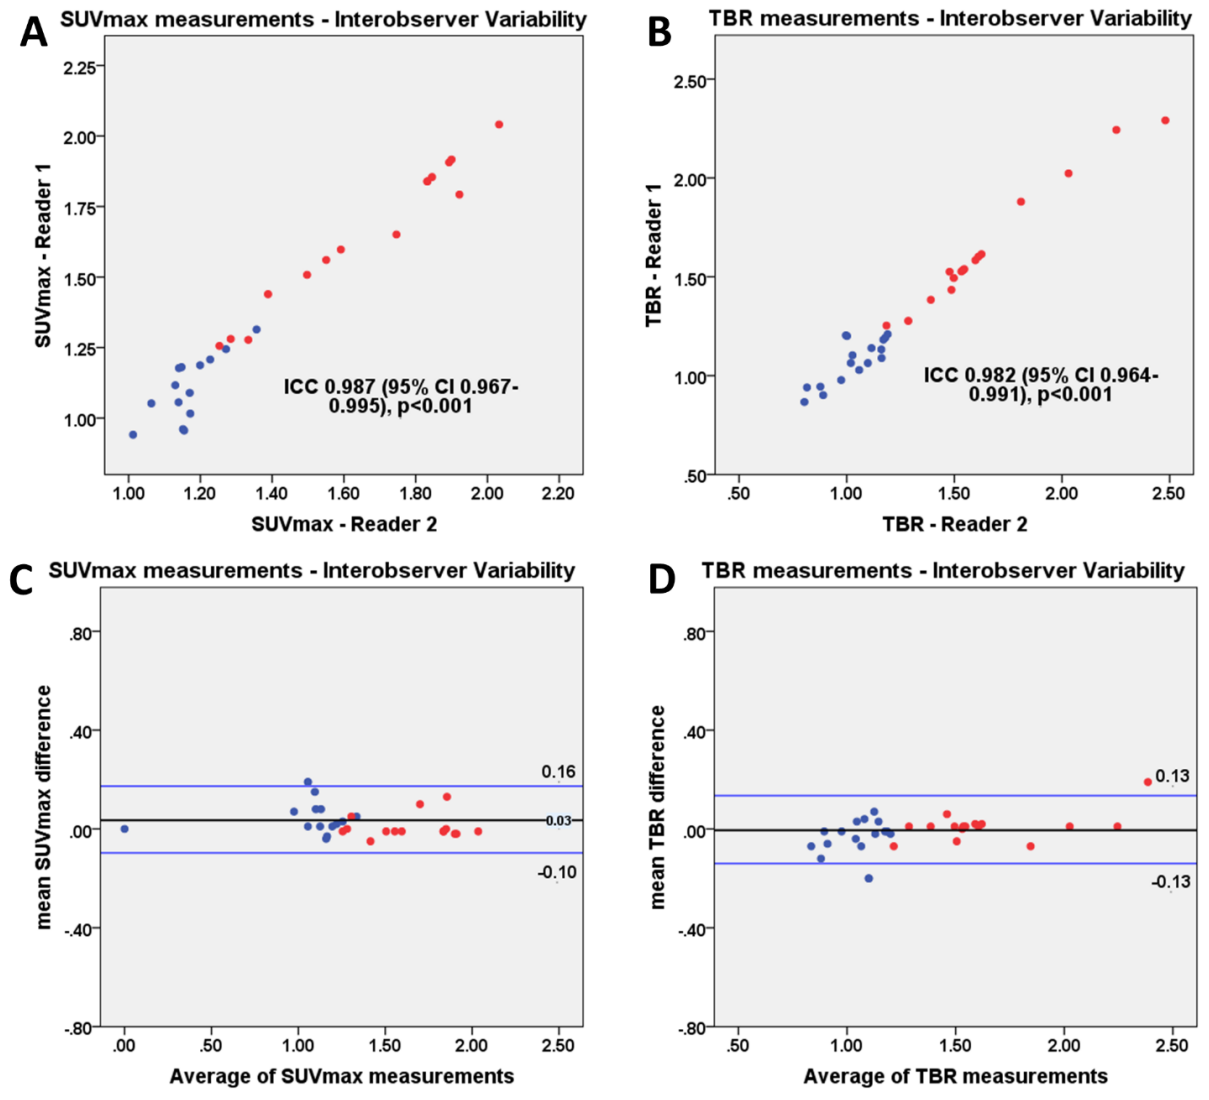 A
SUVmax measurements - Interobserver Variability
SUVmax - Reader 1
2.25
2.00
1.75
1.50
1.25
1.00
ICC 0.987 (95% CI 0.967-
0.995), p<0.001
1.00 1.20 1.40 1.60 1.80 2.00 2.20
SUVmax - Reader 2
B
TBR measurements - Interobserver Variability
TBR - Reader 1
2.50
2.00
1.50
1.00
.50
ICC 0.982 (95% CI 0.964-
0.991), p<0.001
.50 1.00 1.50 2.00 2.50
TBR - Reader 2
C
SUVmax measurements - Interobserver Variability
mean SUVmax difference
.80
.40
.00
-.40
-.80
0.16
0.03
-0.10
.00 .50 1.00 1.50 2.00 2.50
Average of SUVmax measurements
D
TBR measurements - Interobserver Variability
mean TBR difference
.80
.40
.00
-.40
-.80
0.13
-0.13
.50 1.00 1.50 2.00 2.50
Average of TBR measurements